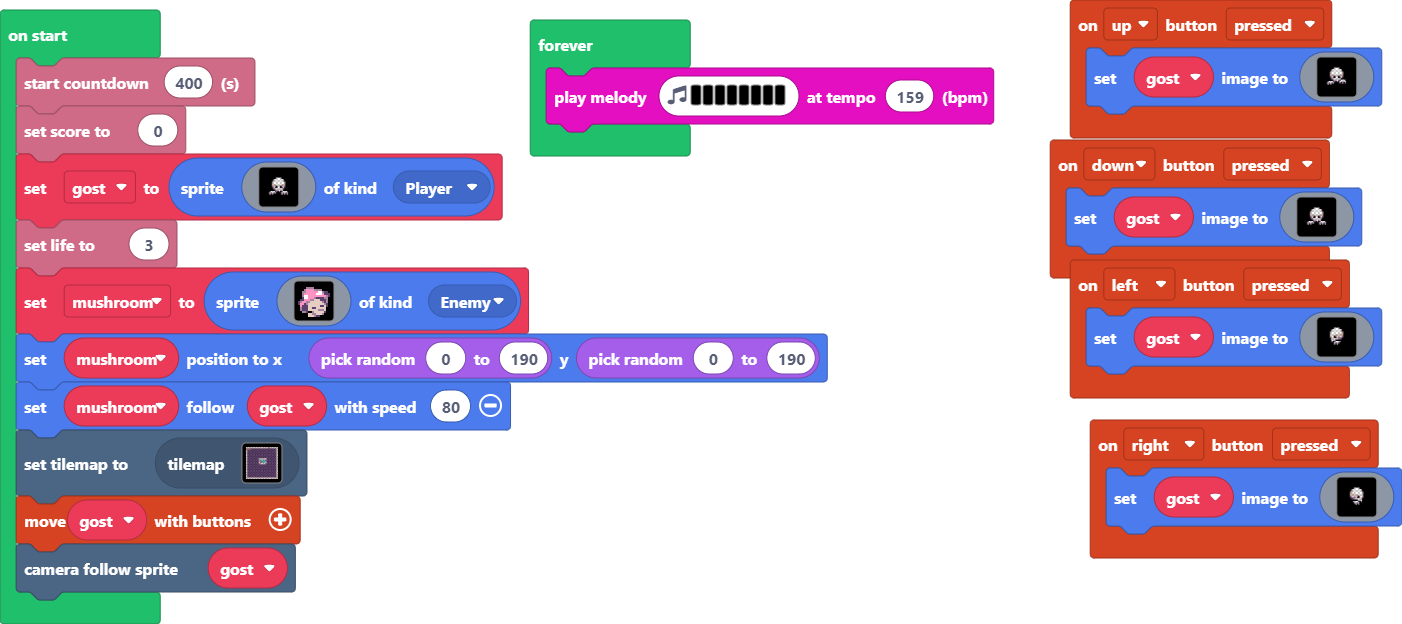 on start
start countdown 400 (s)
set score to 0
set gost to sprite of kind Player
set life to 3
set mushroom to sprite of kind Enemy
set mushroom position to x pick random 0 to 190 y pick random 0 to 190
set mushroom follow gost with speed 80
set tilemap to tilemap
move gost with buttons
camera follow sprite gost
forever
play melody at tempo 159 (bpm)
on up button pressed
set gost image to
on down button pressed
set gost image to
on left button pressed
set gost image to
on right button pressed
set gost image to